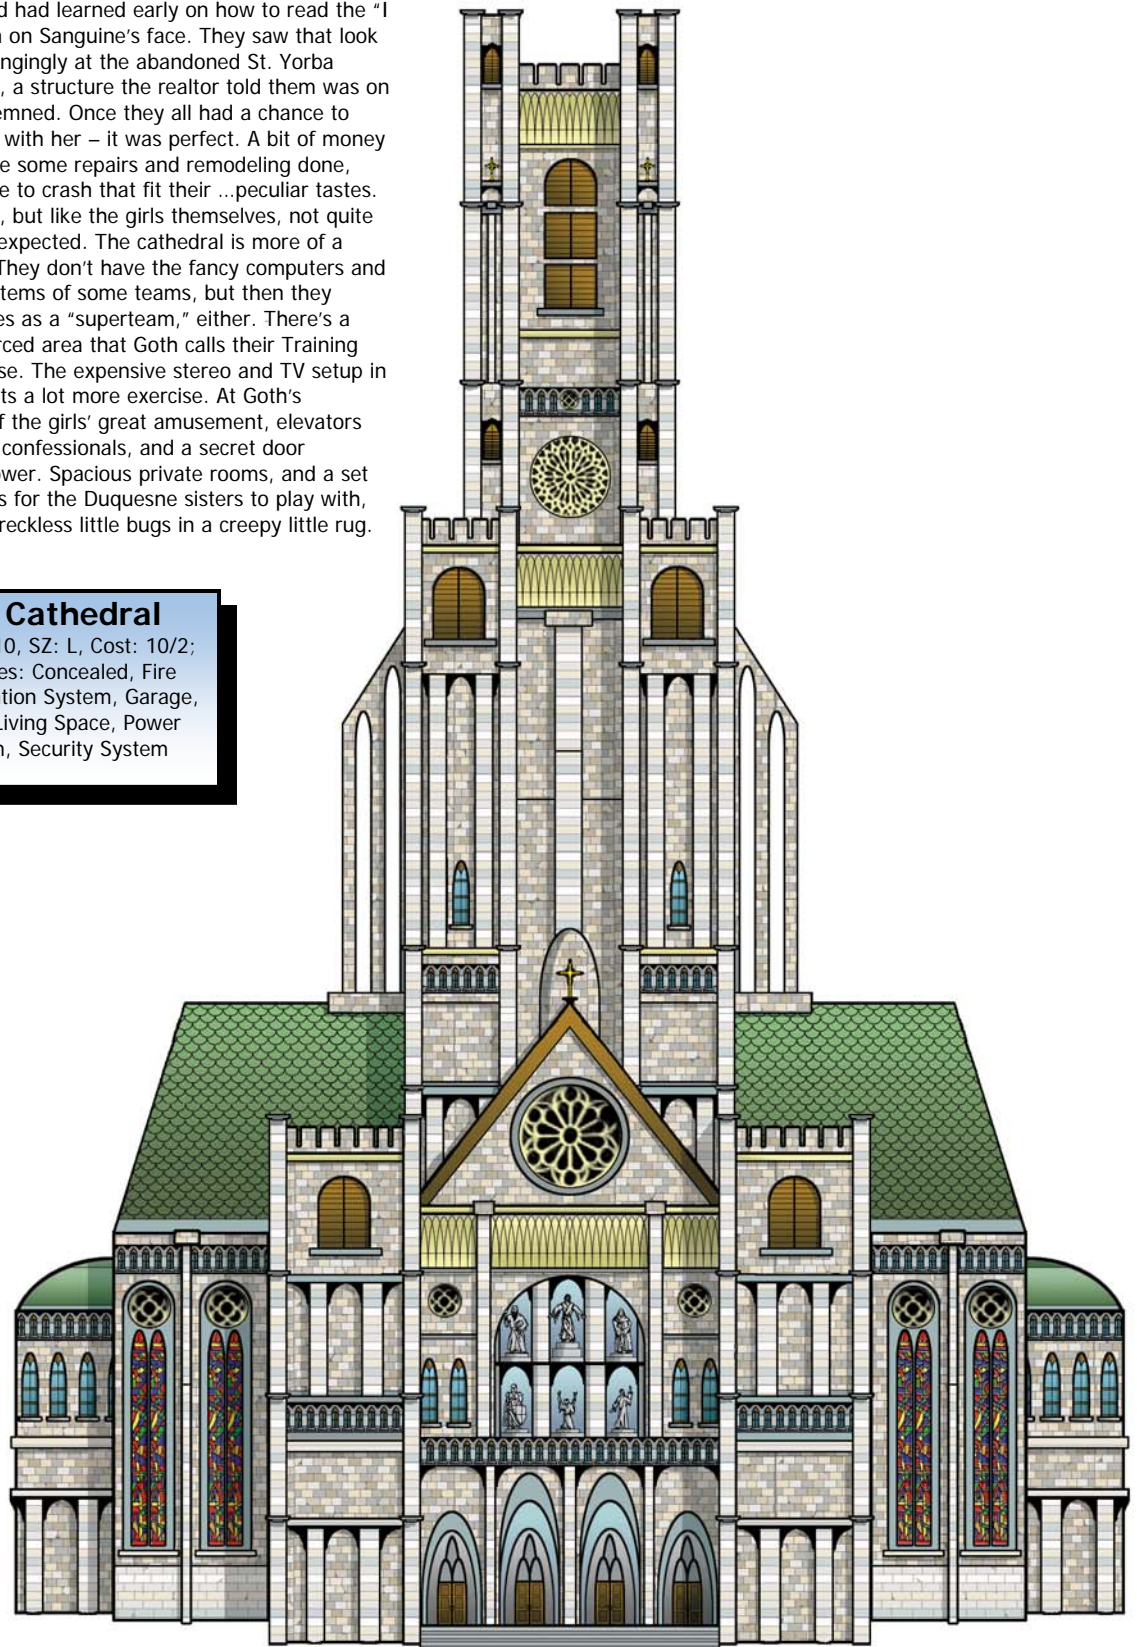 d had learned early on how to read the “I
on Sanguine’s face. They saw that look
ngingly at the abandoned St. Yorba
, a structure the realtor told them was on
emned. Once they all had a chance to
with her – it was perfect. A bit of money
e some repairs and remodeling done,
e to crash that fit their ...peculiar tastes.
, but like the girls themselves, not quite
expected. The cathedral is more of a
They don’t have the fancy computers and
tems of some teams, but then they
es as a “superteam,” either. There’s a
rced area that Goth calls their Training
se. The expensive stereo and TV setup in
ts a lot more exercise. At Goth’s
f the girls’ great amusement, elevators
confessionals, and a secret door
ower. Spacious private rooms, and a set
s for the Duquesne sisters to play with,
reckless little bugs in a creepy little rug.
Cathedral
10, SZ: L, Cost: 10/2;
es: Concealed, Fire
tion System, Garage,
Living Space, Power
, Security System